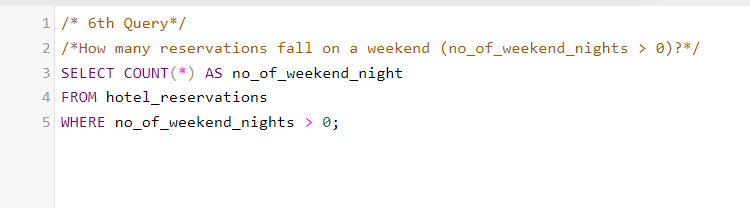 1 /* 6th Query*/
2 /*How many reservations fall on a weekend (no_of_weekend_nights > 0)?*/
3 SELECT COUNT(*) AS no_of_weekend_night
4 FROM hotel_reservations
5 WHERE no_of_weekend_nights > 0;